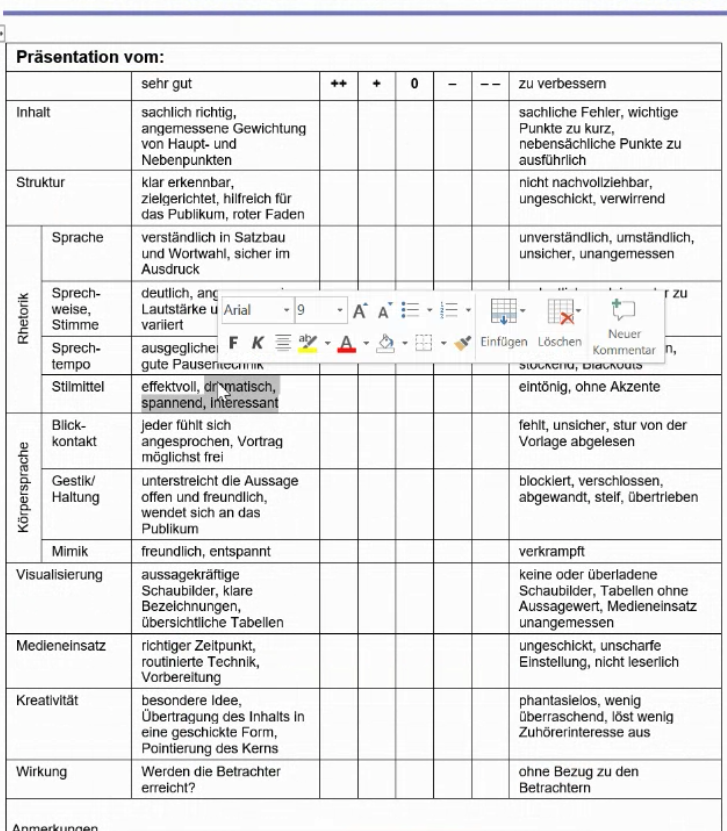 Präsentation vom:
sehr gut ++ + 0 – – – zu verbessern
Inhalt
sachlich richtig,
angemessene Gewichtung
von Haupt- und
Nebenpunkten
sachliche Fehler, wichtige
Punkte zu kurz,
nebensächliche Punkte zu
ausführlich
Struktur
klar erkennbar,
zielgerichtet, hilfreich für
das Publikum, roter Faden
nicht nachvollziehbar,
ungeschickt, verwirrend
Rhetorik
Sprache
verständlich in Satzbau
und Wortwahl, sicher im
Ausdruck
unverständlich, umständlich,
unsicher, unangemessen
Sprech-
weise,
Stimme
deutlich,
Lautstärke
variiert
zu
Sprech-
tempo
ausgeglichen
gute Pausentechnik
stockend, Blackouts
Arial 9
F K Einfügen Löschen Neuer
Kommentar
Stilmittel
effektvoll, dramatisch,
spannend, interessant
eintönig, ohne Akzente
Körpersprache
Blick-
kontakt
jeder fühlt sich
angesprochen, Vortrag
möglichst frei
fehlt, unsicher, stur von der
Vorlage abgelesen
Gestik/
Haltung
unterstreicht die Aussage
offen und freundlich,
wendet sich an das
Publikum
blockiert, verschlossen,
abgewandt, steif, übertrieben
Mimik
freundlich, entspannt
verkrampft
Visualisierung
aussagekräftige
Schaubilder, klare
Bezeichnungen,
übersichtliche Tabellen
keine oder überladene
Schaubilder, Tabellen ohne
Aussagewert, Medieneinsatz
unangemessen
Medieneinsatz
richtiger Zeitpunkt,
routinierte Technik,
Vorbereitung
ungeschickt, unscharfe
Einstellung, nicht leserlich
Kreativität
besondere Idee,
Übertragung des Inhalts in
eine geschickte Form,
Pointierung des Kerns
phantasielos, wenig
überraschend, löst wenig
Zuhörerinteresse aus
Wirkung
Werden die Betrachter
erreicht?
ohne Bezug zu den
Betrachtern
Anmerkungen